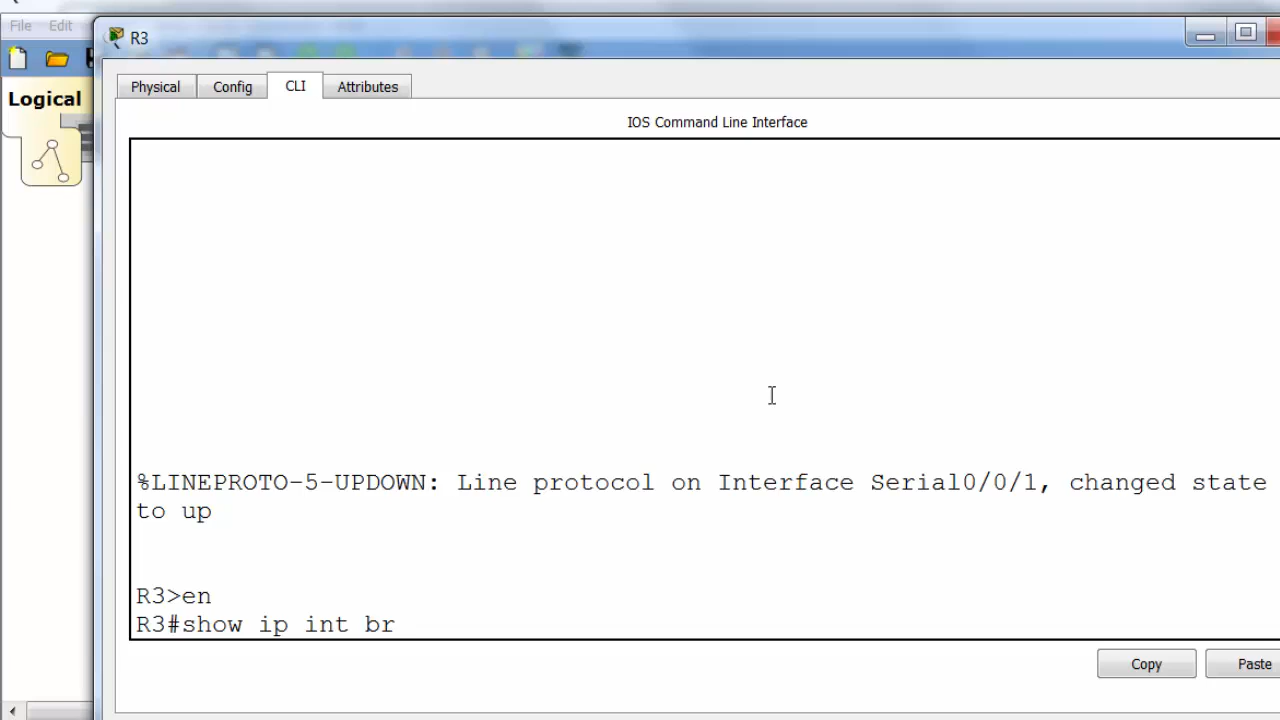 File Edit
R3
Logical
Physical Config CLI Attributes
IOS Command Line Interface
%LINEPROTO-5-UPDOWN: Line protocol on Interface Serial0/0/1, changed state
to up
R3>en
R3#show ip int br
Copy Paste